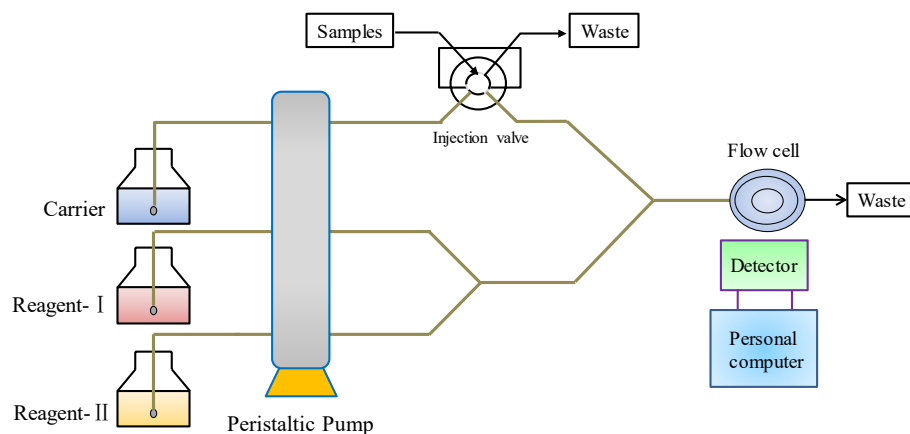 Samples
Waste
Injection valve
Flow cell
Carrier
Waste
Detector
Reagent-Ⅰ
Personal
computer
Reagent-Ⅱ
Peristaltic Pump